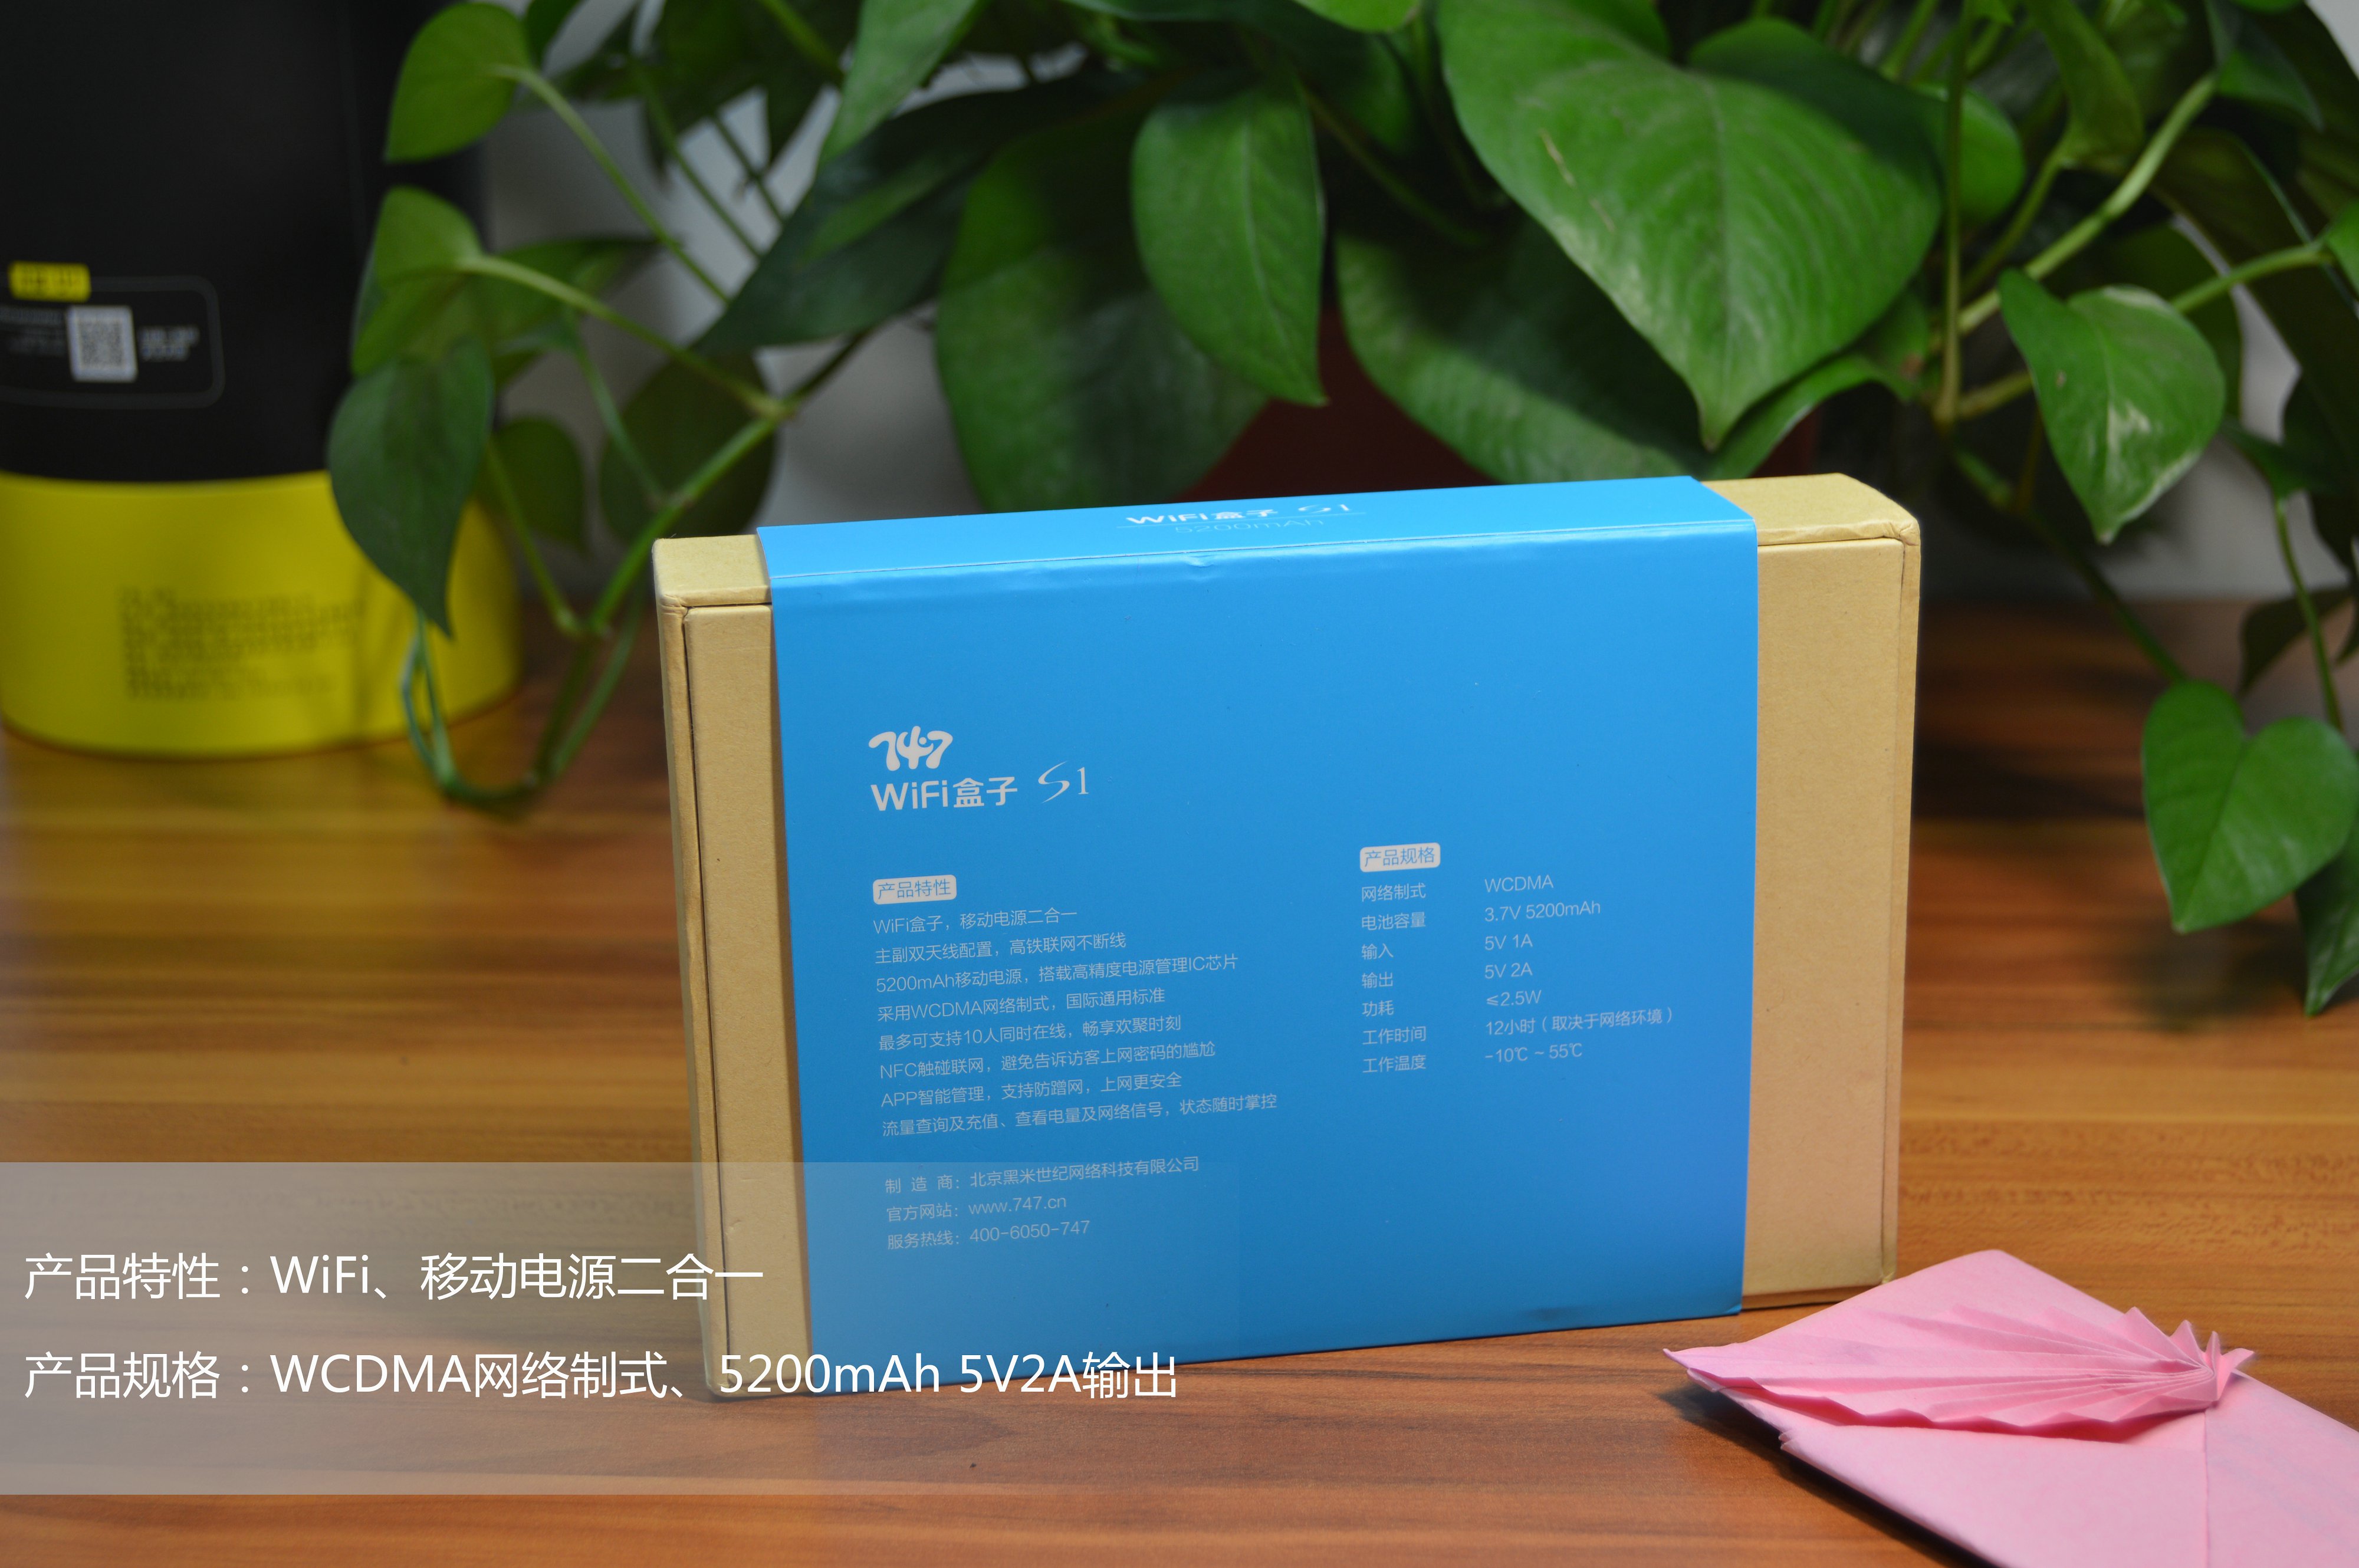 WiFi盒子 S1
5200mAh
747
WiFi盒子 S1
产品特性
WiFi盒子，移动电源二合一
主副双天线配置，高铁联网不断线
5200mAh移动电源，搭载高精度电源管理IC芯片
采用WCDMA网络制式，国际通用标准
最多可支持10人同时在线，畅享欢聚时刻
NFC触碰联网，避免告诉访客上网密码的尴尬
APP智能管理，支持防蹭网，上网更安全
流量查询及充值、查看电量及网络信号，状态随时掌控
制 造 商：北京黑米世纪网络科技有限公司
官方网站：www.747.cn
服务热线：400-6050-747
产品规格
网络制式 WCDMA
电池容量 3.7V 5200mAh
输入 5V 1A
输出 5V 2A
功耗 ≤2.5W
工作时间 12小时（取决于网络环境）
工作温度 -10℃ ~ 55℃
产品特性：WiFi、移动电源二合一
产品规格：WCDMA网络制式、5200mAh 5V2A输出